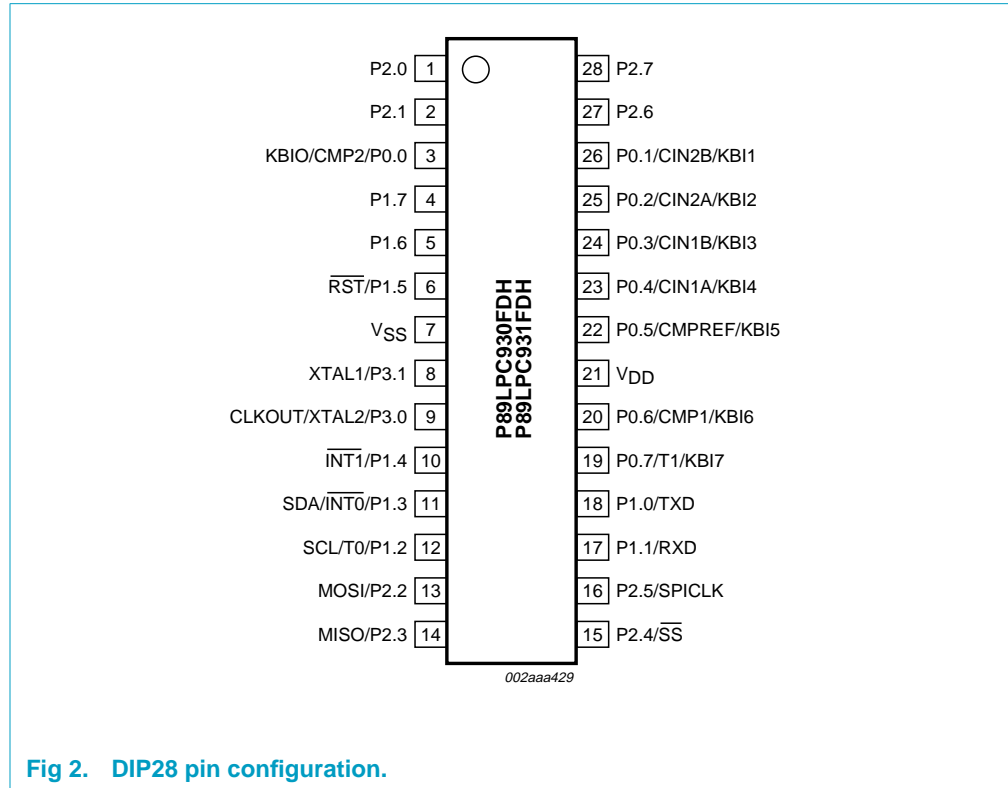 P2.0 1 28 P2.7
P2.1 2 27 P2.6
KBIO/CMP2/P0.0 3 26 P0.1/CIN2B/KBI1
P1.7 4 25 P0.2/CIN2A/KBI2
P1.6 5 24 P0.3/CIN1B/KBI3
R̅S̅T̅/P1.5 6 23 P0.4/CIN1A/KBI4
VSS 7 22 P0.5/CMPREF/KBI5
XTAL1/P3.1 8 21 VDD
CLKOUT/XTAL2/P3.0 9 20 P0.6/CMP1/KBI6
I̅N̅T̅1̅/P1.4 10 19 P0.7/T1/KBI7
SDA/I̅N̅T̅0̅/P1.3 11 18 P1.0/TXD
SCL/T0/P1.2 12 17 P1.1/RXD
MOSI/P2.2 13 16 P2.5/SPICLK
MISO/P2.3 14 15 P2.4/S̅S̅
P89LPC930FDH
P89LPC931FDH
002aaa429
Fig 2. DIP28 pin configuration.